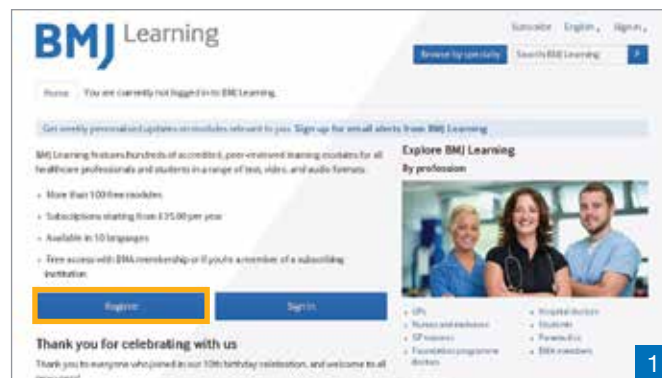 BMJ Learning
Subscribe English Sign in
Browse by specialty Search BMJ Learning
Home You are currently not logged in to BMJ Learning
Get weekly personalised updates on modules relevant to you. Sign up for email alerts from BMJ Learning
BMJ Learning features hundreds of accredited, peer-reviewed learning modules for all
healthcare professionals and students in a range of text, video, and audio formats.
More than 100 free modules
Subscriptions starting from £35.00 per year
Available in 10 languages
Free access with BMA membership or if you're a member of a subscribing
institution
Register
Sign in
Thank you for celebrating with us
Thank you to everyone who joined in our 10th birthday celebration, and welcome to all
Explore BMJ Learning
By profession
GPs
Nurses and midwives
GP trainees
Foundation programme
doctors
Hospital doctors
Students
Paramedics
BMA members
1